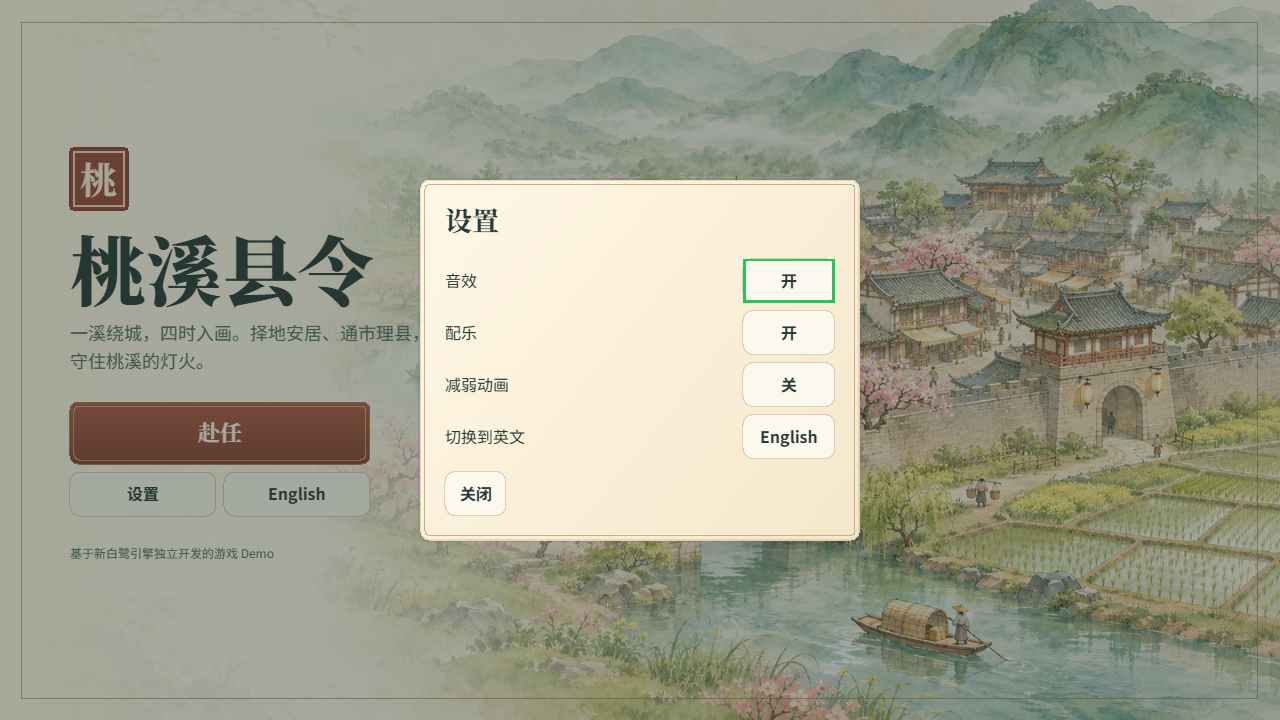 桃
桃溪县令
一溪绕城，四时入画。择地安居、通市理县，
守住桃溪的灯火。
赴任
设置
English
基于新白鹭引擎独立开发的游戏 Demo
设置
音效
开
配乐
开
减弱动画
关
切换到英文
English
关闭